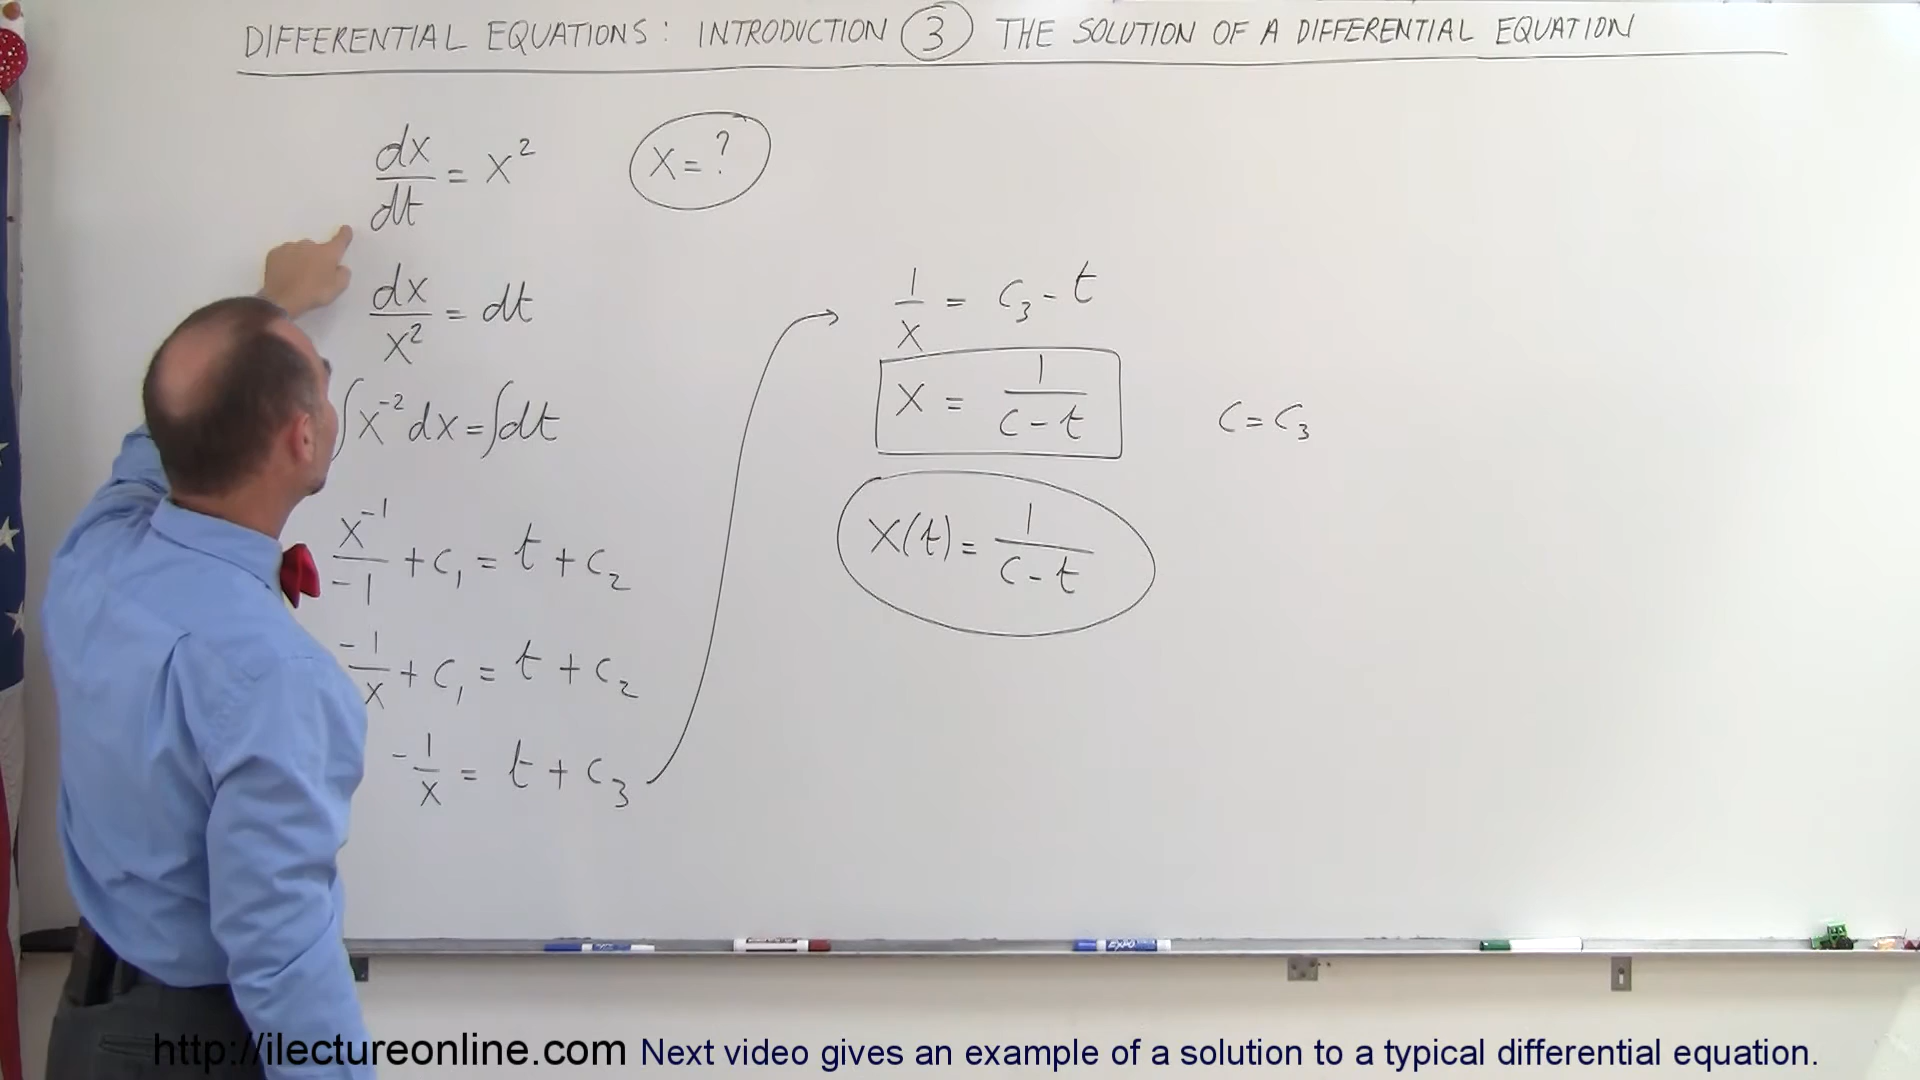 DIFFERENTIAL EQUATIONS: INTRODUCTION 3 THE SOLUTION OF A DIFFERENTIAL EQUATION
dx/dt = x²
x = ?
dx/x² = dt
∫x⁻²dx = ∫dt
x⁻¹/-1 + c₁ = t + c₂
-1/x + c₁ = t + c₂
-1/x = t + c₃
1/x = c₃ - t
x = 1/(c - t)
c = c₃
x(t) = 1/(c - t)
EXPO
http://ilectureonline.com Next video gives an example of a solution to a typical differential equation.